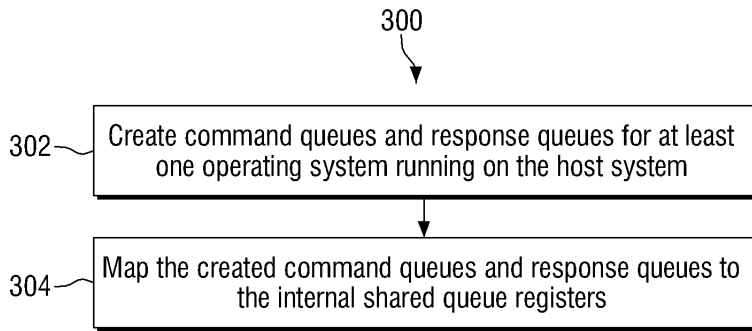 300
302
Create command queues and response queues for at least
one operating system running on the host system
304
Map the created command queues and response queues to
the internal shared queue registers